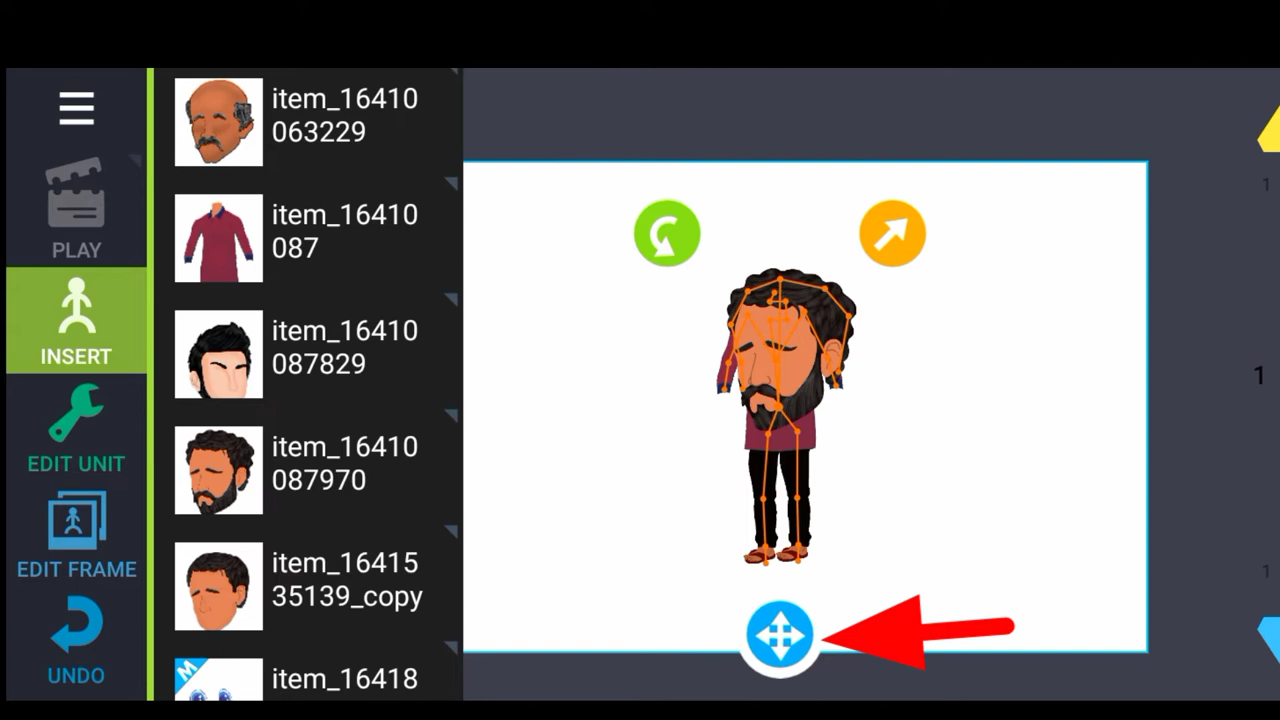 PLAY
INSERT
EDIT UNIT
EDIT FRAME
UNDO
item_16410
063229
item_16410
087
item_16410
087829
item_16410
087970
item_16415
35139_copy
M
item_16418
1
1
1